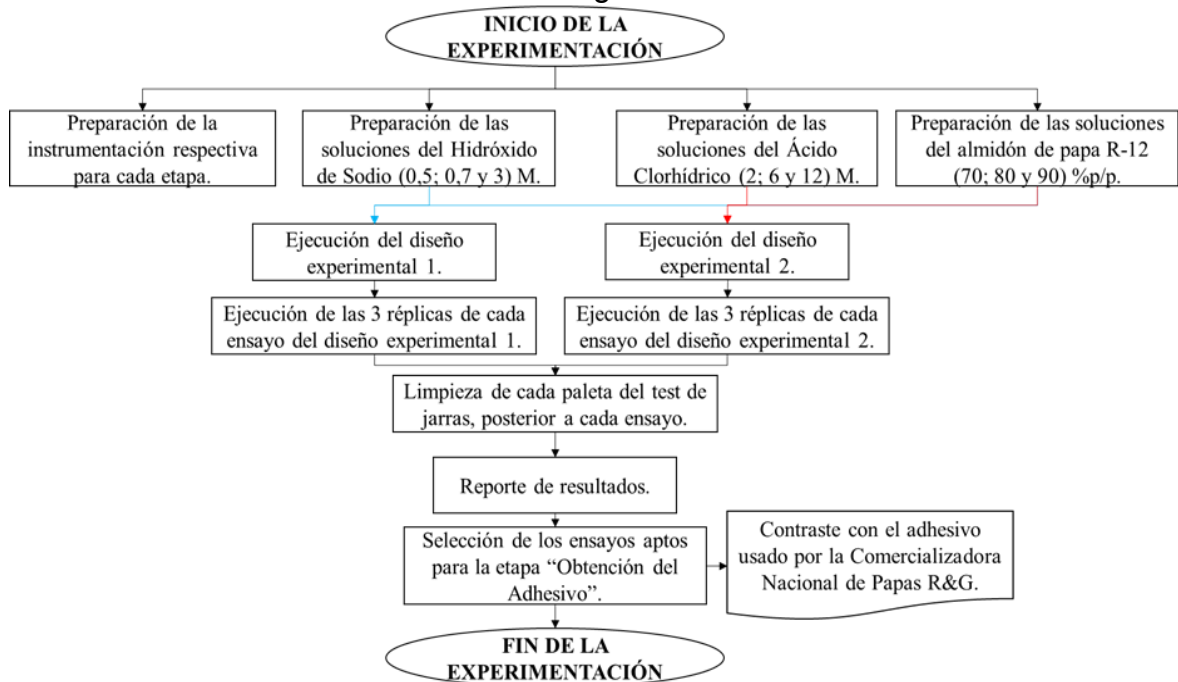 INICIO DE LA
EXPERIMENTACIÓN
Preparación de la
instrumentación respectiva
para cada etapa.
Preparación de las
soluciones del Hidróxido
de Sodio (0,5; 0,7 y 3) M.
Preparación de las
soluciones del Ácido
Clorhídrico (2; 6 y 12) M.
Preparación de las soluciones
del almidón de papa R-12
(70; 80 y 90) %p/p.
Ejecución del diseño
experimental 1.
Ejecución del diseño
experimental 2.
Ejecución de las 3 réplicas de cada
ensayo del diseño experimental 1.
Ejecución de las 3 réplicas de cada
ensayo del diseño experimental 2.
Limpieza de cada paleta del test de
jarras, posterior a cada ensayo.
Reporte de resultados.
Selección de los ensayos aptos
para la etapa “Obtención del
Adhesivo”.
Contraste con el adhesivo
usado por la Comercializadora
Nacional de Papas R&G.
FIN DE LA
EXPERIMENTACIÓN